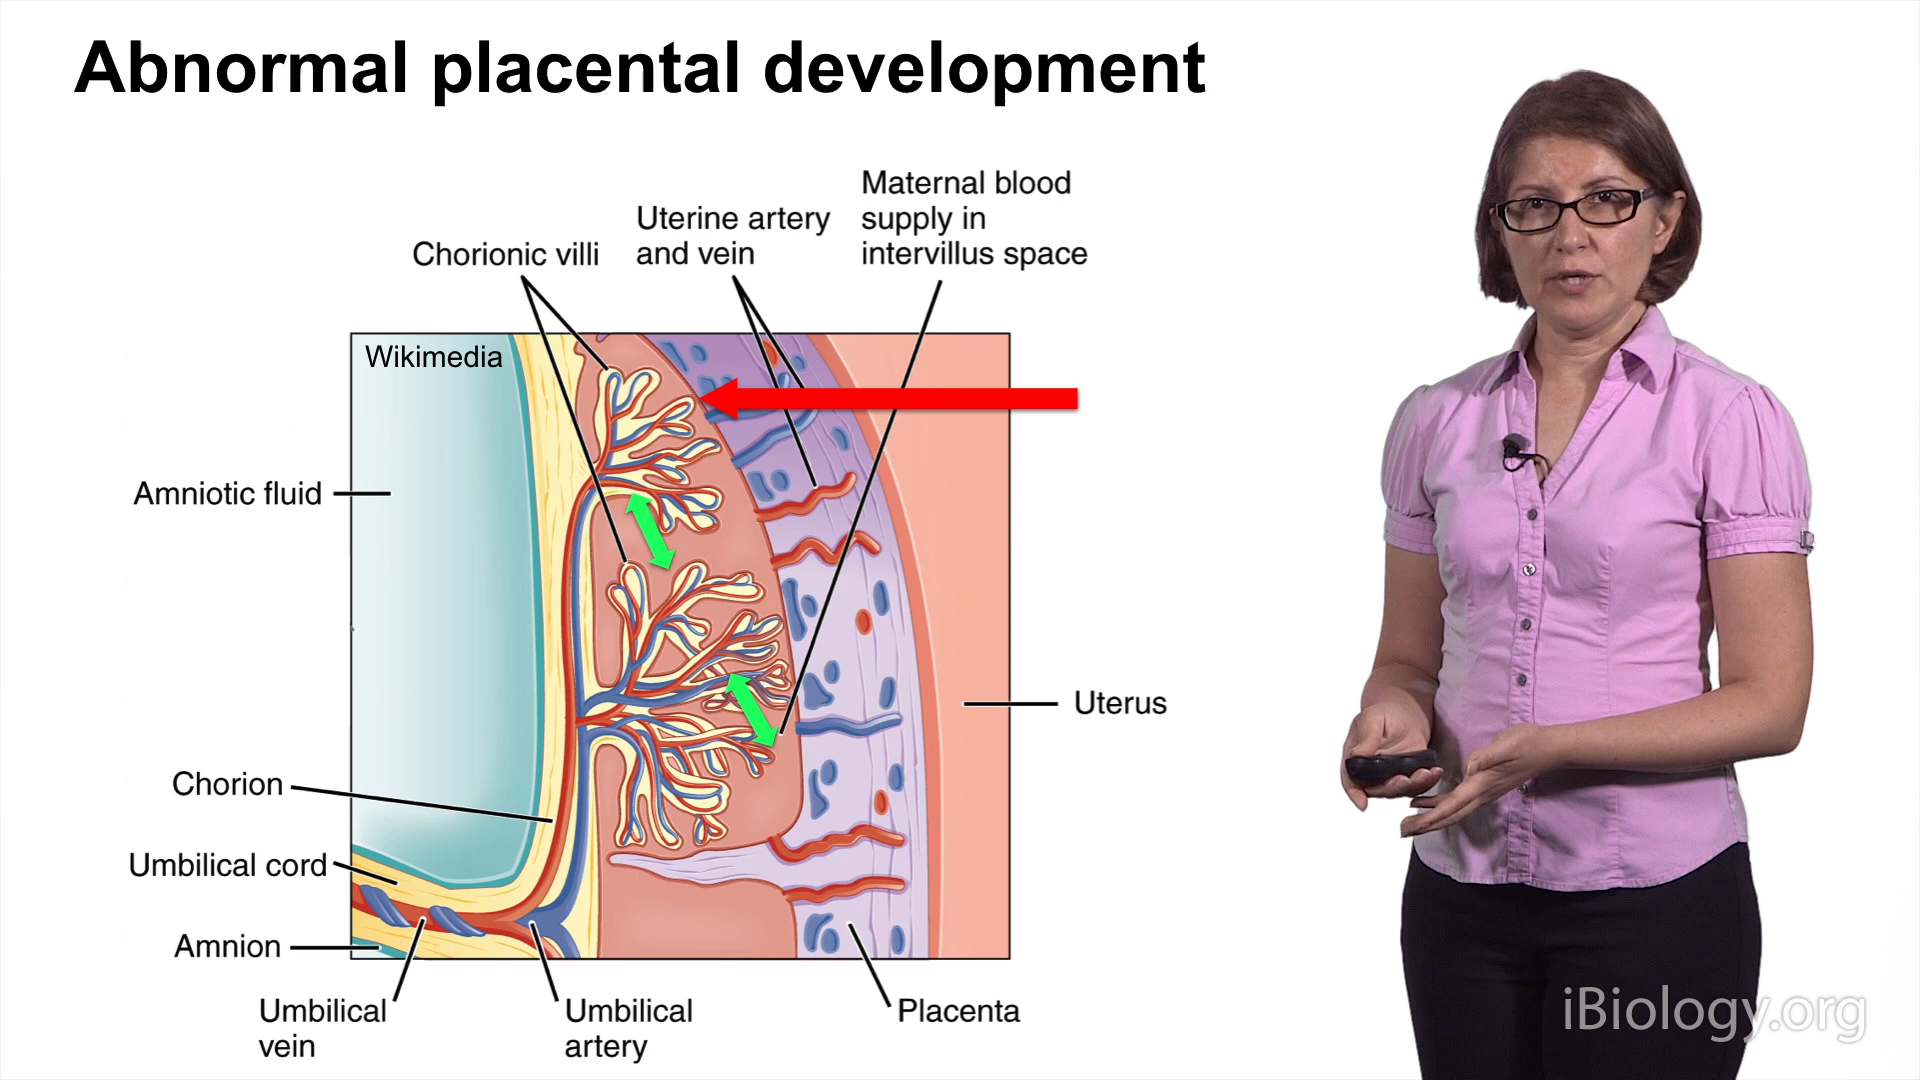 Abnormal placental development
Maternal blood
supply in
intervillus space
Uterine artery
and vein
Chorionic villi
Wikimedia
Amniotic fluid
Uterus
Chorion
Umbilical cord
Amnion
Umbilical
vein
Umbilical
artery
Placenta
iBiology.org